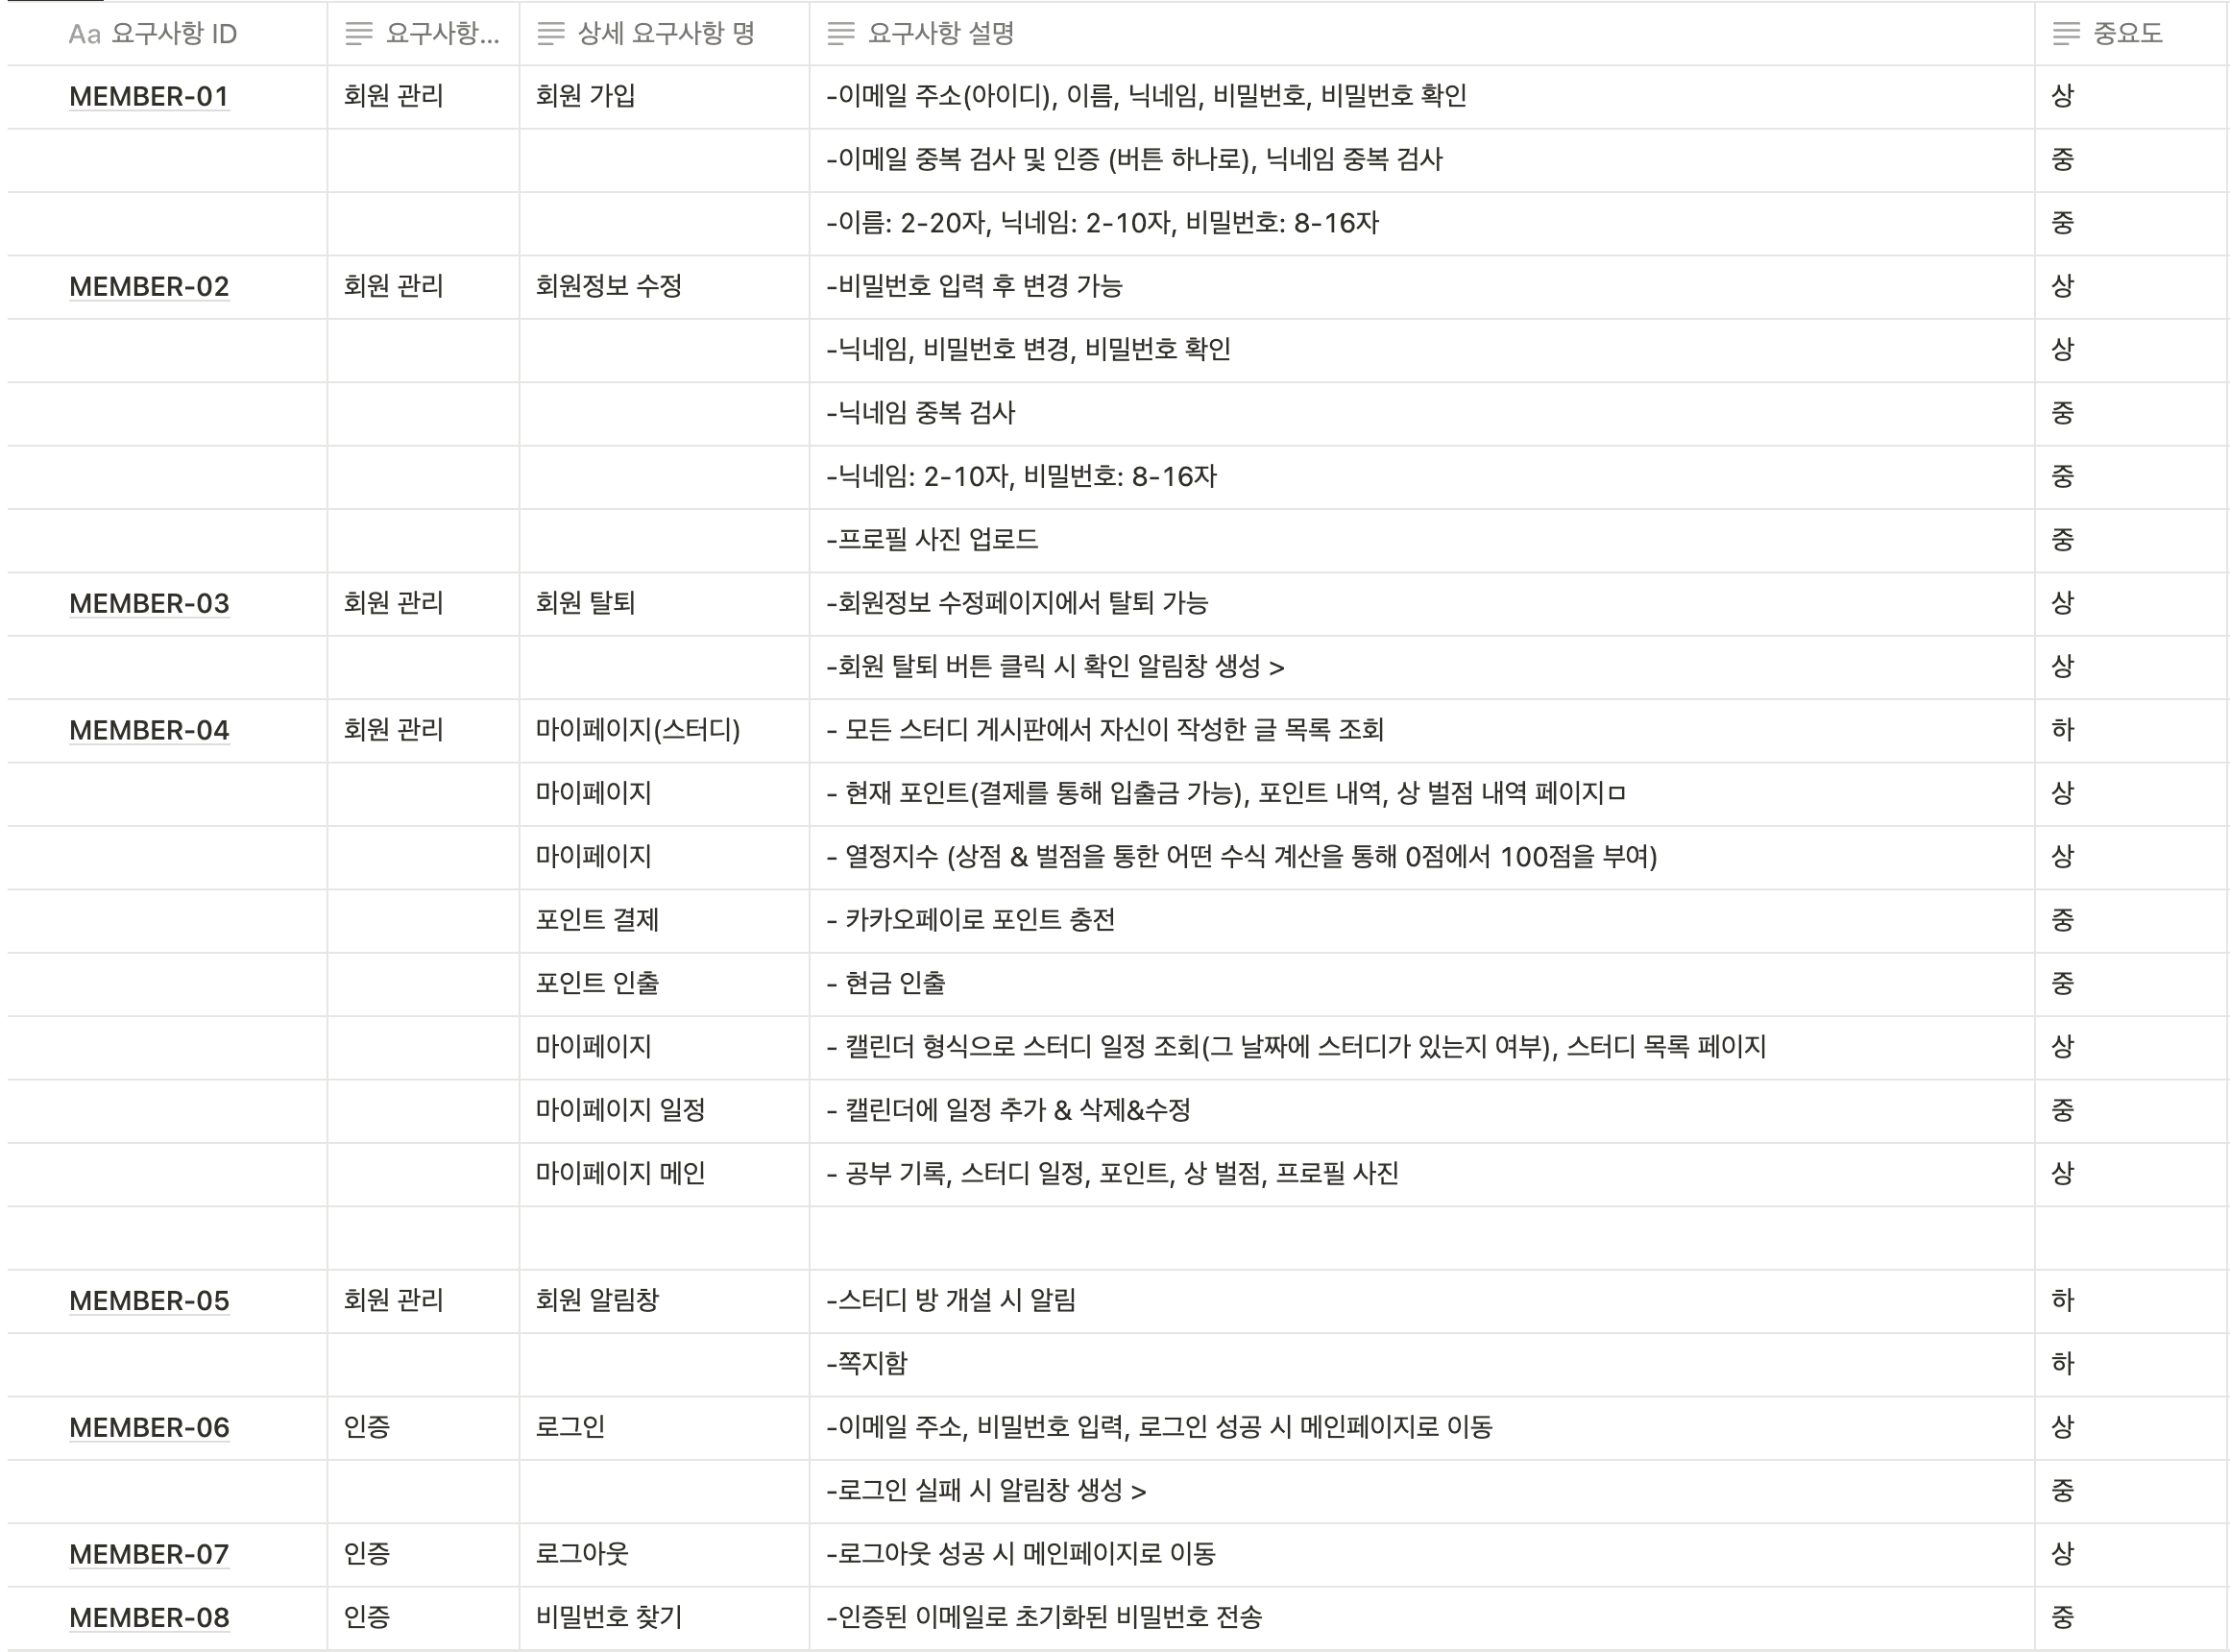 Aa 요구사항 ID 요구사항... 상세 요구사항 명 요구사항 설명 중요도
MEMBER-01 회원 관리 회원 가입 -이메일 주소(아이디), 이름, 닉네임, 비밀번호, 비밀번호 확인 상
-이메일 중복 검사 및 인증 (버튼 하나로), 닉네임 중복 검사 중
-이름: 2-20자, 닉네임: 2-10자, 비밀번호: 8-16자 중
MEMBER-02 회원 관리 회원정보 수정 -비밀번호 입력 후 변경 가능 상
-닉네임, 비밀번호 변경, 비밀번호 확인 상
-닉네임 중복 검사 중
-닉네임: 2-10자, 비밀번호: 8-16자 중
-프로필 사진 업로드 중
MEMBER-03 회원 관리 회원 탈퇴 -회원정보 수정페이지에서 탈퇴 가능 상
-회원 탈퇴 버튼 클릭 시 확인 알림창 생성 > 상
MEMBER-04 회원 관리 마이페이지(스터디) - 모든 스터디 게시판에서 자신이 작성한 글 목록 조회 하
마이페이지 - 현재 포인트(결제를 통해 입출금 가능), 포인트 내역, 상 벌점 내역 페이지ㅁ 상
마이페이지 - 열정지수 (상점 & 벌점을 통한 어떤 수식 계산을 통해 0점에서 100점을 부여) 상
포인트 결제 - 카카오페이로 포인트 충전 중
포인트 인출 - 현금 인출 중
마이페이지 - 캘린더 형식으로 스터디 일정 조회(그 날짜에 스터디가 있는지 여부), 스터디 목록 페이지 상
마이페이지 일정 - 캘린더에 일정 추가 & 삭제&수정 중
마이페이지 메인 - 공부 기록, 스터디 일정, 포인트, 상 벌점, 프로필 사진 상
MEMBER-05 회원 관리 회원 알림창 -스터디 방 개설 시 알림 하
-쪽지함 하
MEMBER-06 인증 로그인 -이메일 주소, 비밀번호 입력, 로그인 성공 시 메인페이지로 이동 상
-로그인 실패 시 알림창 생성 > 중
MEMBER-07 인증 로그아웃 -로그아웃 성공 시 메인페이지로 이동 상
MEMBER-08 인증 비밀번호 찾기 -인증된 이메일로 초기화된 비밀번호 전송 중